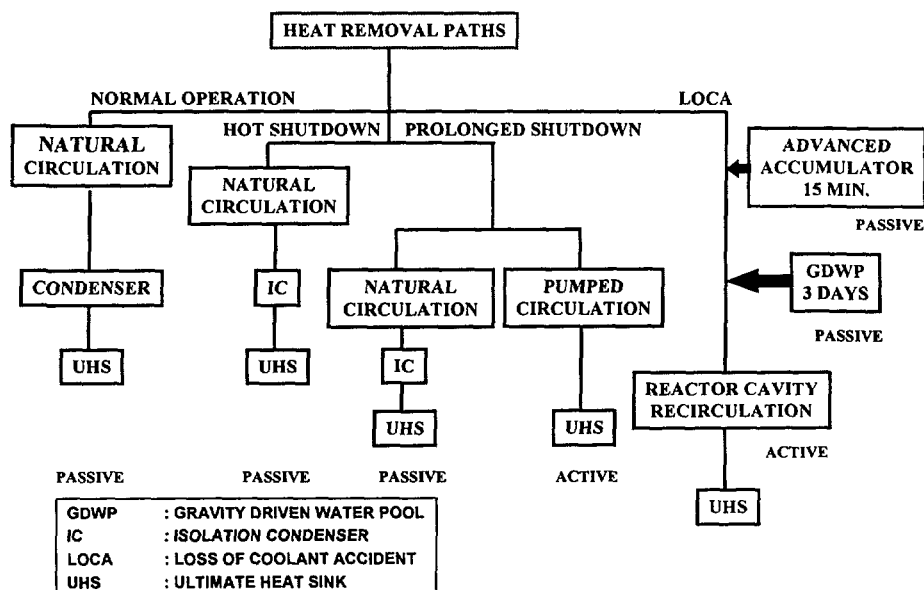 HEAT REMOVAL PATHS
NORMAL OPERATION
LOCA
HOT SHUTDOWN
PROLONGED SHUTDOWN
NATURAL
CIRCULATION
NATURAL
CIRCULATION
ADVANCED
ACCUMULATOR
15 MIN.
PASSIVE
CONDENSER
IC
NATURAL
CIRCULATION
PUMPED
CIRCULATION
GDWP
3 DAYS
PASSIVE
UHS
UHS
IC
REACTOR CAVITY
RECIRCULATION
UHS
UHS
ACTIVE
PASSIVE
PASSIVE
PASSIVE
ACTIVE
UHS
GDWP : GRAVITY DRIVEN WATER POOL
IC : ISOLATION CONDENSER
LOCA : LOSS OF COOLANT ACCIDENT
UHS : ULTIMATE HEAT SINK